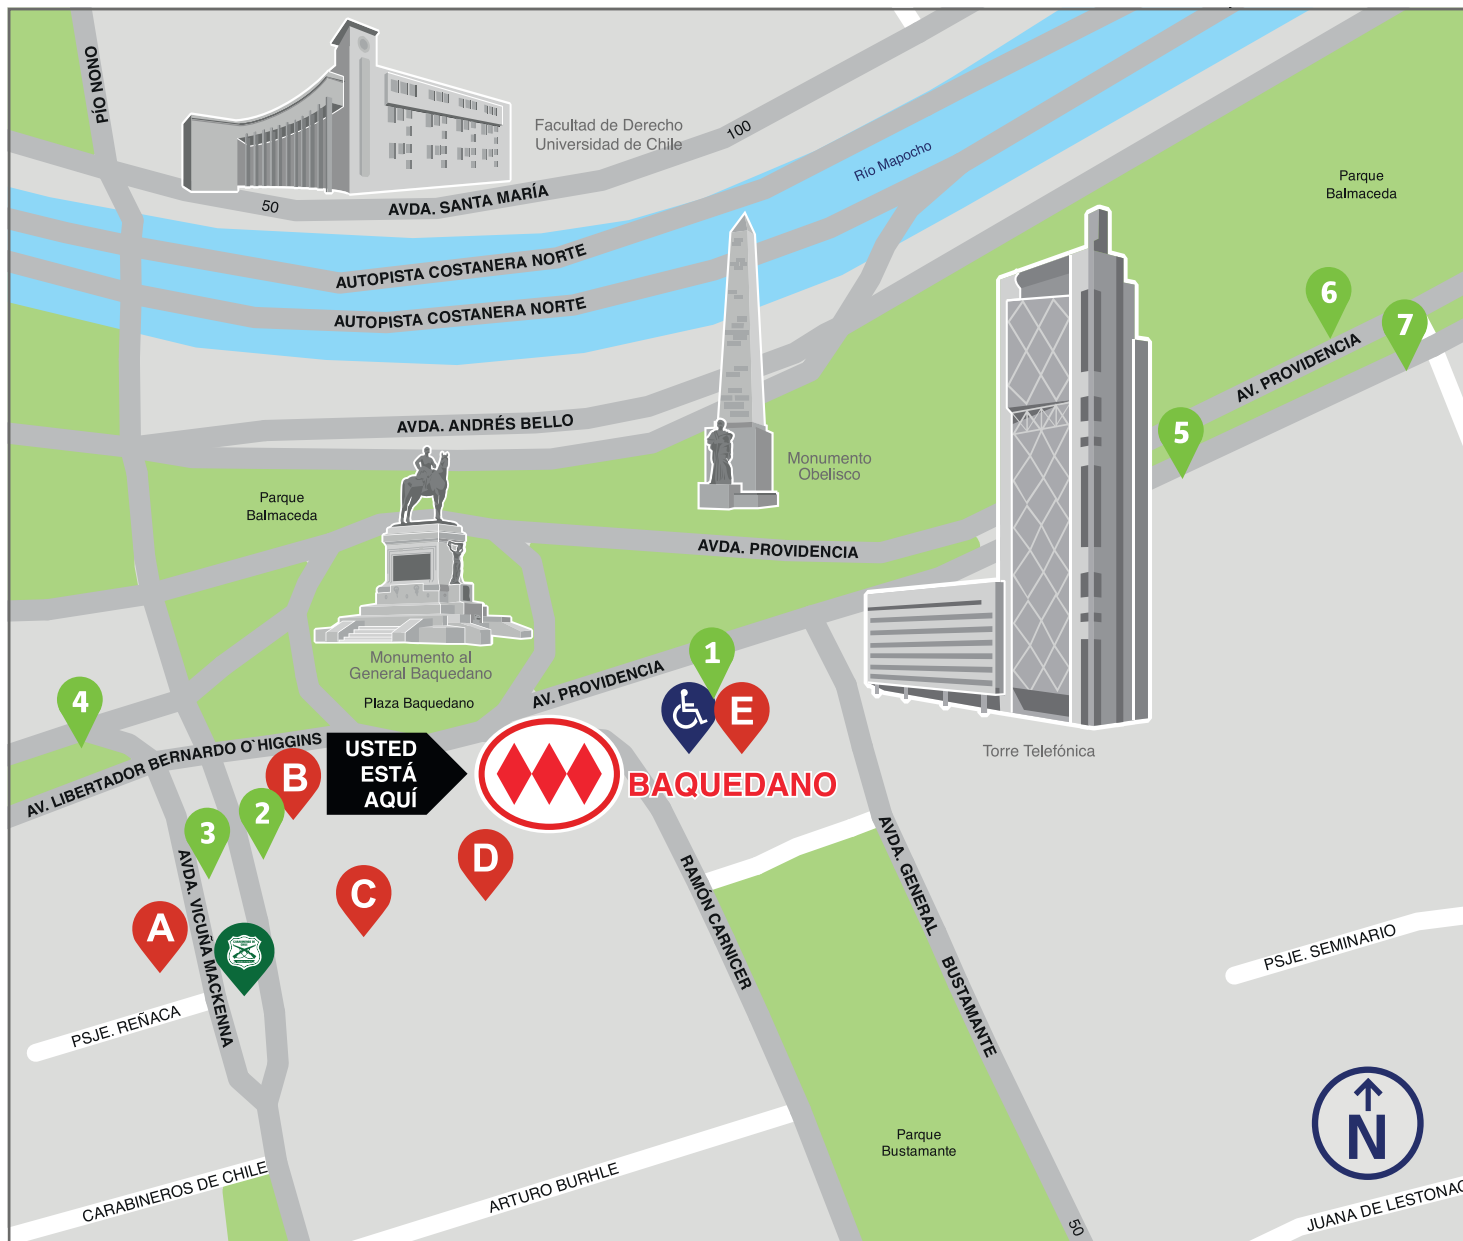 PÍO NONO
Facultad de Derecho
Universidad de Chile
100
50
AVDA. SANTA MARÍA
Río Mapocho
Parque
Balmaceda
AUTOPISTA COSTANERA NORTE
AUTOPISTA COSTANERA NORTE
6
7
AV. PROVIDENCIA
AVDA. ANDRÉS BELLO
5
Monumento
Obelisco
Parque
Balmaceda
AVDA. PROVIDENCIA
Monumento al
General Baquedano
Plaza Baquedano
AV. PROVIDENCIA
1
E
4
AV. LIBERTADOR BERNARDO O`HIGGINS
USTED
ESTÁ
AQUÍ
BAQUEDANO
Torre Telefónica
B
2
3
D
C
A
AVDA. VICUÑA MACKENNA
RAMÓN CARNICER
AVDA. GENERAL BUSTAMANTE
PSJE. SEMINARIO
PSJE. REÑACA
N
Parque
Bustamante
CARABINEROS DE CHILE
ARTURO BURHLE
50
JUANA DE LESTONAC